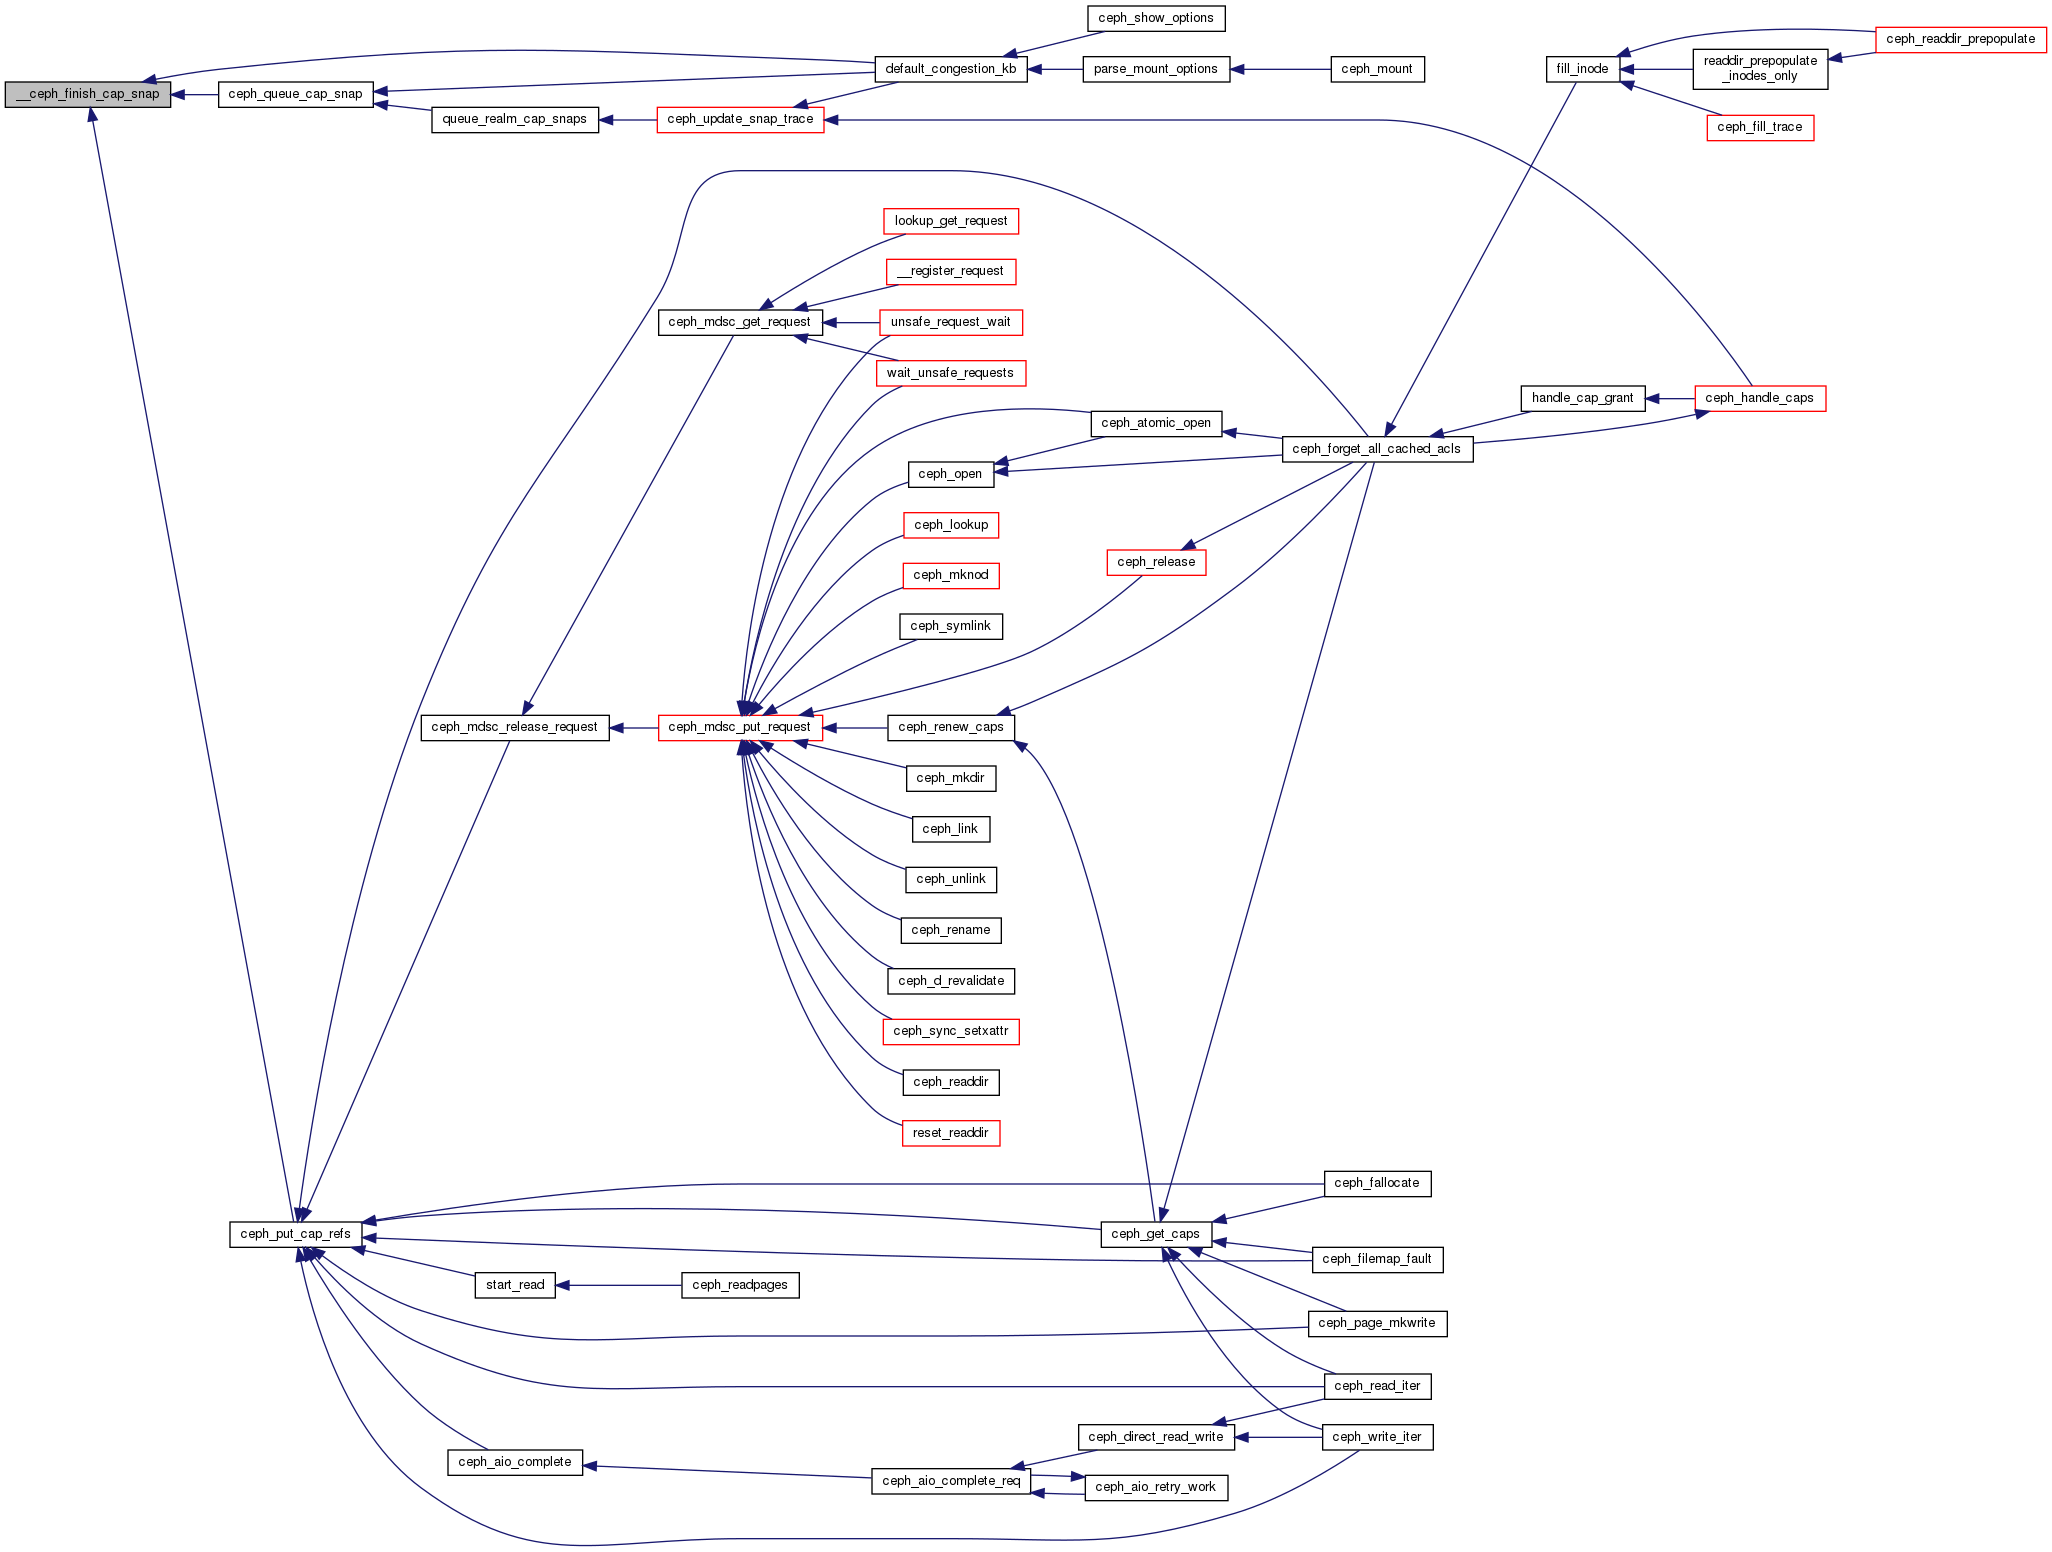 ceph_show_options
ceph_readdir_prepopulate
default_congestion_kb
parse_mount_options
ceph_mount
fill_inode
readdir_prepopulate
_inodes_only
__ceph_finish_cap_snap
ceph_queue_cap_snap
queue_realm_cap_snaps
ceph_update_snap_trace
ceph_fill_trace
lookup_get_request
__register_request
ceph_mdsc_get_request
unsafe_request_wait
wait_unsafe_requests
handle_cap_grant
ceph_handle_caps
ceph_atomic_open
ceph_forget_all_cached_acls
ceph_open
ceph_lookup
ceph_release
ceph_mknod
ceph_symlink
ceph_mdsc_release_request
ceph_mdsc_put_request
ceph_renew_caps
ceph_mkdir
ceph_link
ceph_unlink
ceph_rename
ceph_d_revalidate
ceph_sync_setxattr
ceph_readdir
reset_readdir
ceph_fallocate
ceph_put_cap_refs
ceph_get_caps
ceph_filemap_fault
start_read
ceph_readpages
ceph_page_mkwrite
ceph_read_iter
ceph_direct_read_write
ceph_write_iter
ceph_aio_complete
ceph_aio_complete_req
ceph_aio_retry_work